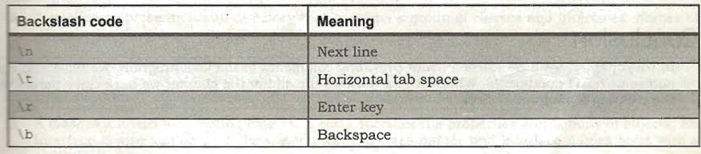 Backslash code Meaning
\n Next line
\t Horizontal tab space
\r Enter key
\b Backspace